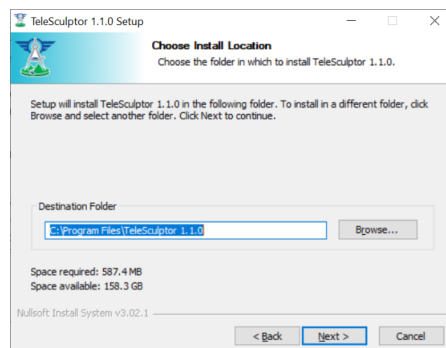 TeleSculptor 1.1.0 Setup
Choose Install Location
Choose the folder in which to install TeleSculptor 1.1.0.
Setup will install TeleSculptor 1.1.0 in the following folder. To install in a different folder, click
Browse and select another folder. Click Next to continue.
Destination Folder
C:\Program Files\TeleSculptor 1.1.0
Browse...
Space required: 587.4 MB
Space available: 158.3 GB
Nullsoft Install System v3.02.1
< Back
Next >
Cancel